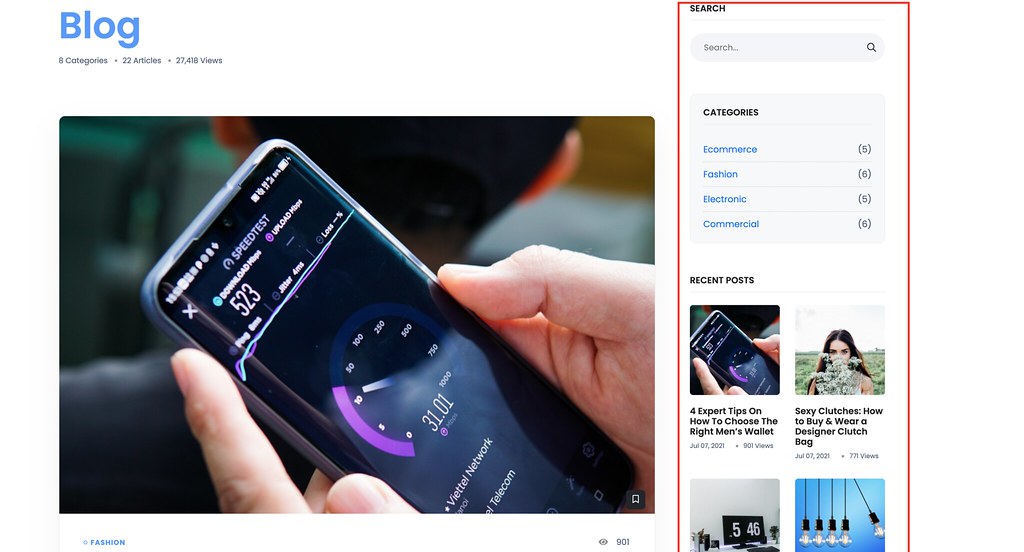 Blog
8 Categories • 22 Articles • 27,418 Views
SPEEDTEST
DOWNLOAD Mbps
UPLOAD Mbps
523
Jitter 4ms
Loss -- %
0
5
10
50
100
250
500
750
1000
31.01
Viettel Network
Telecom
FASHION
901
SEARCH
Search...
CATEGORIES
Ecommerce (5)
Fashion (6)
Electronic (5)
Commercial (6)
RECENT POSTS
4 Expert Tips On
How To Choose The
Right Men's Wallet
Jul 07, 2021 • 901 Views
Sexy Clutches: How
to Buy & Wear a
Designer Clutch
Bag
Jul 07, 2021 • 771 Views
5 46